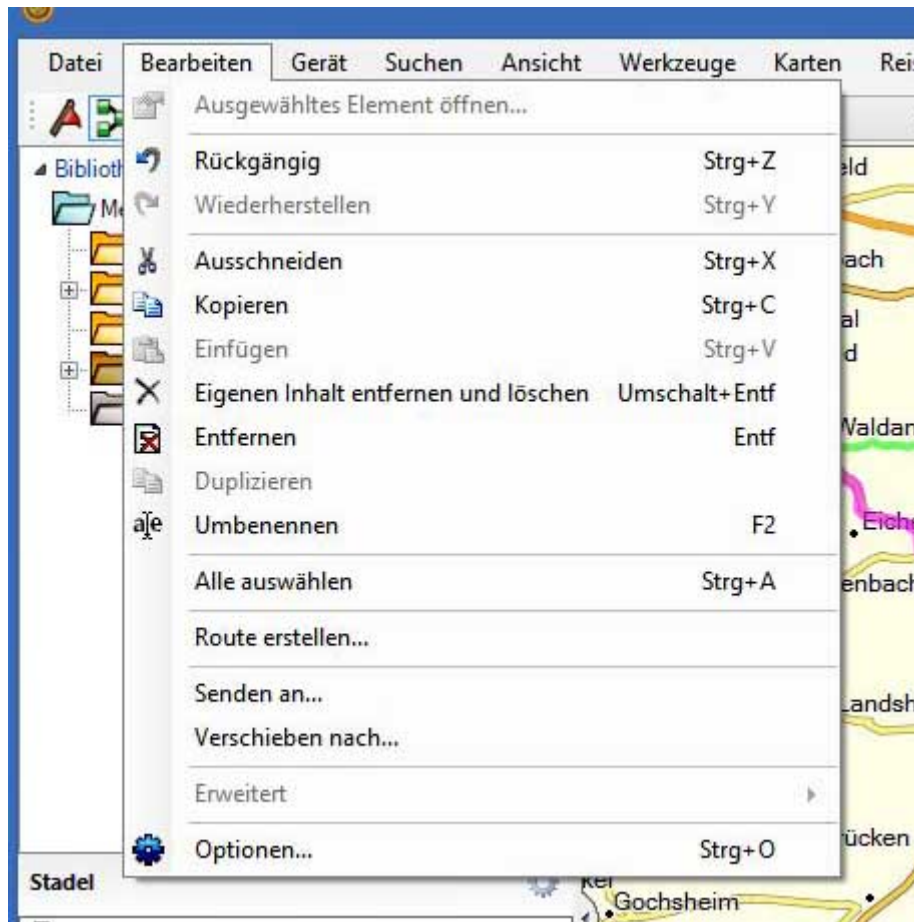 Datei Bearbeiten Gerät Suchen Ansicht Werkzeuge Karten
Ausgewähltes Element öffnen...
Rückgängig Strg+Z
Wiederherstellen Strg+Y
Ausschneiden Strg+X
Kopieren Strg+C
Einfügen Strg+V
Eigenen Inhalt entfernen und löschen Umschalt+Entf
Entfernen Entf
Duplizieren
Umbenennen F2
Alle auswählen Strg+A
Route erstellen...
Senden an...
Verschieben nach...
Erweitert
Optionen... Strg+O
Stadel
Gochsheim